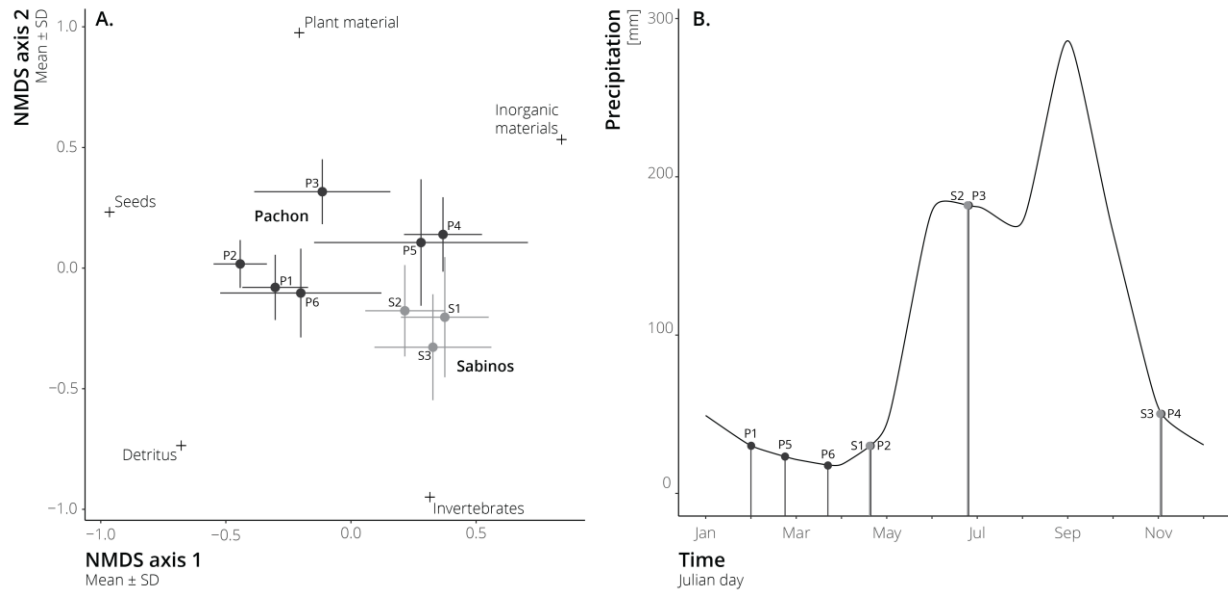 A.
NMDS axis 2
Mean ± SD
1.0
0.5
0.0
−0.5
−1.0
Plant material
Inorganic
materials
Seeds
P3
Pachon
P4
P5
P2
P1
P6
S2
S1
S3
Sabinos
Detritus
Invertebrates
−1.0
−0.5
0.0
0.5
NMDS axis 1
Mean ± SD
B.
Precipitation
[mm]
300
200
100
0
S2
P3
P1
P5
P6
S1
P2
S3
P4
Jan
Mar
May
Jul
Sep
Nov
Time
Julian day